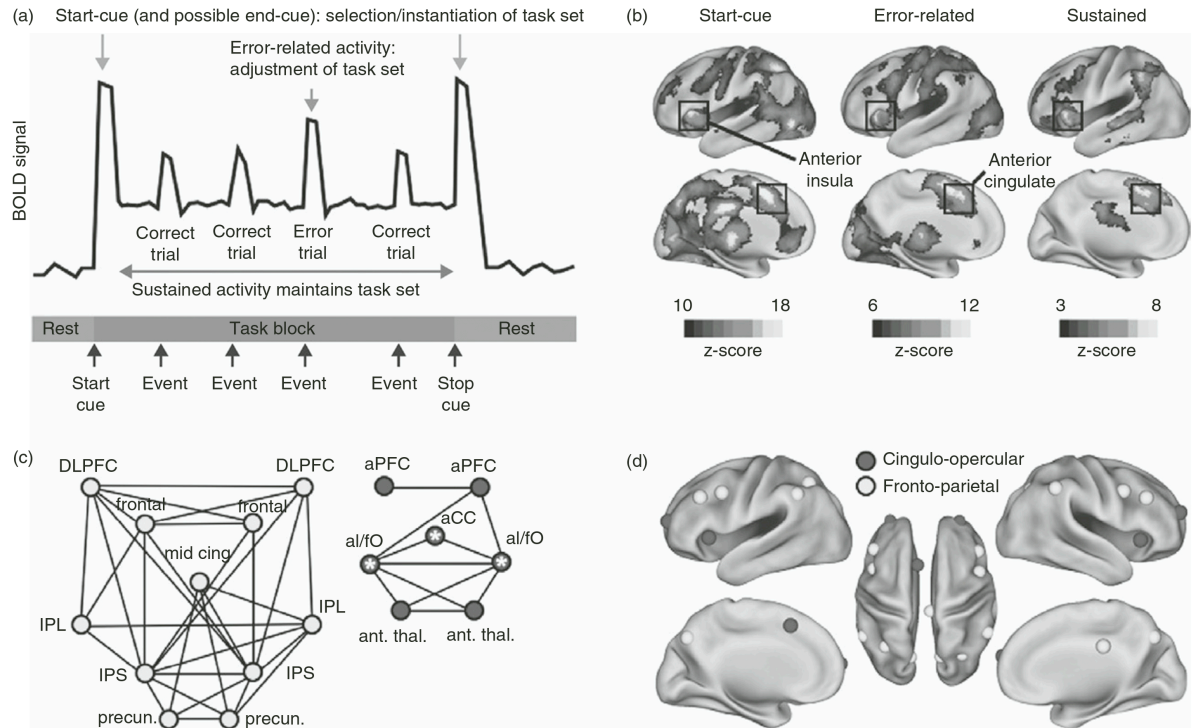 (a)
Start-cue (and possible end-cue): selection/instantiation of task set
Error-related activity:
adjustment of task set
BOLD signal
Correct
trial
Correct
trial
Error
trial
Correct
trial
Sustained activity maintains task set
Rest
Task block
Rest
Start
cue
Event
Event
Event
Event
Stop
cue
(b)
Start-cue
Error-related
Sustained
Anterior
insula
Anterior
cingulate
10
18
z-score
6
12
z-score
3
8
z-score
(c)
DLPFC
DLPFC
frontal
frontal
mid cing
IPL
IPL
IPS
IPS
precun.
precun.
aPFC
aPFC
aCC
al/fO
al/fO
*
*
*
ant. thal.
ant. thal.
(d)
Cingulo-opercular
Fronto-parietal